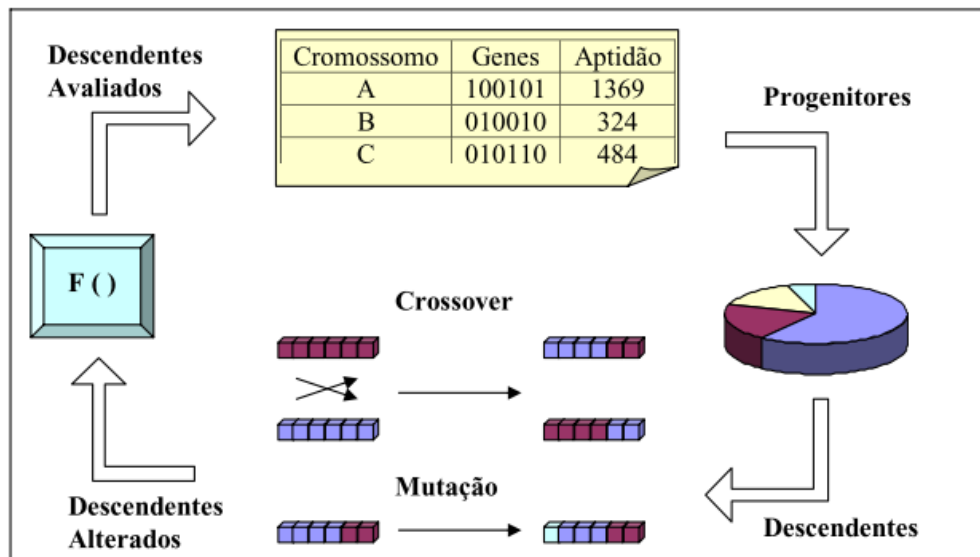 Descendentes
Avaliados
Cromossomo Genes Aptidão
A 100101 1369
B 010010 324
C 010110 484
Progenitores
F ( )
Crossover
Mutação
Descendentes
Alterados
Descendentes